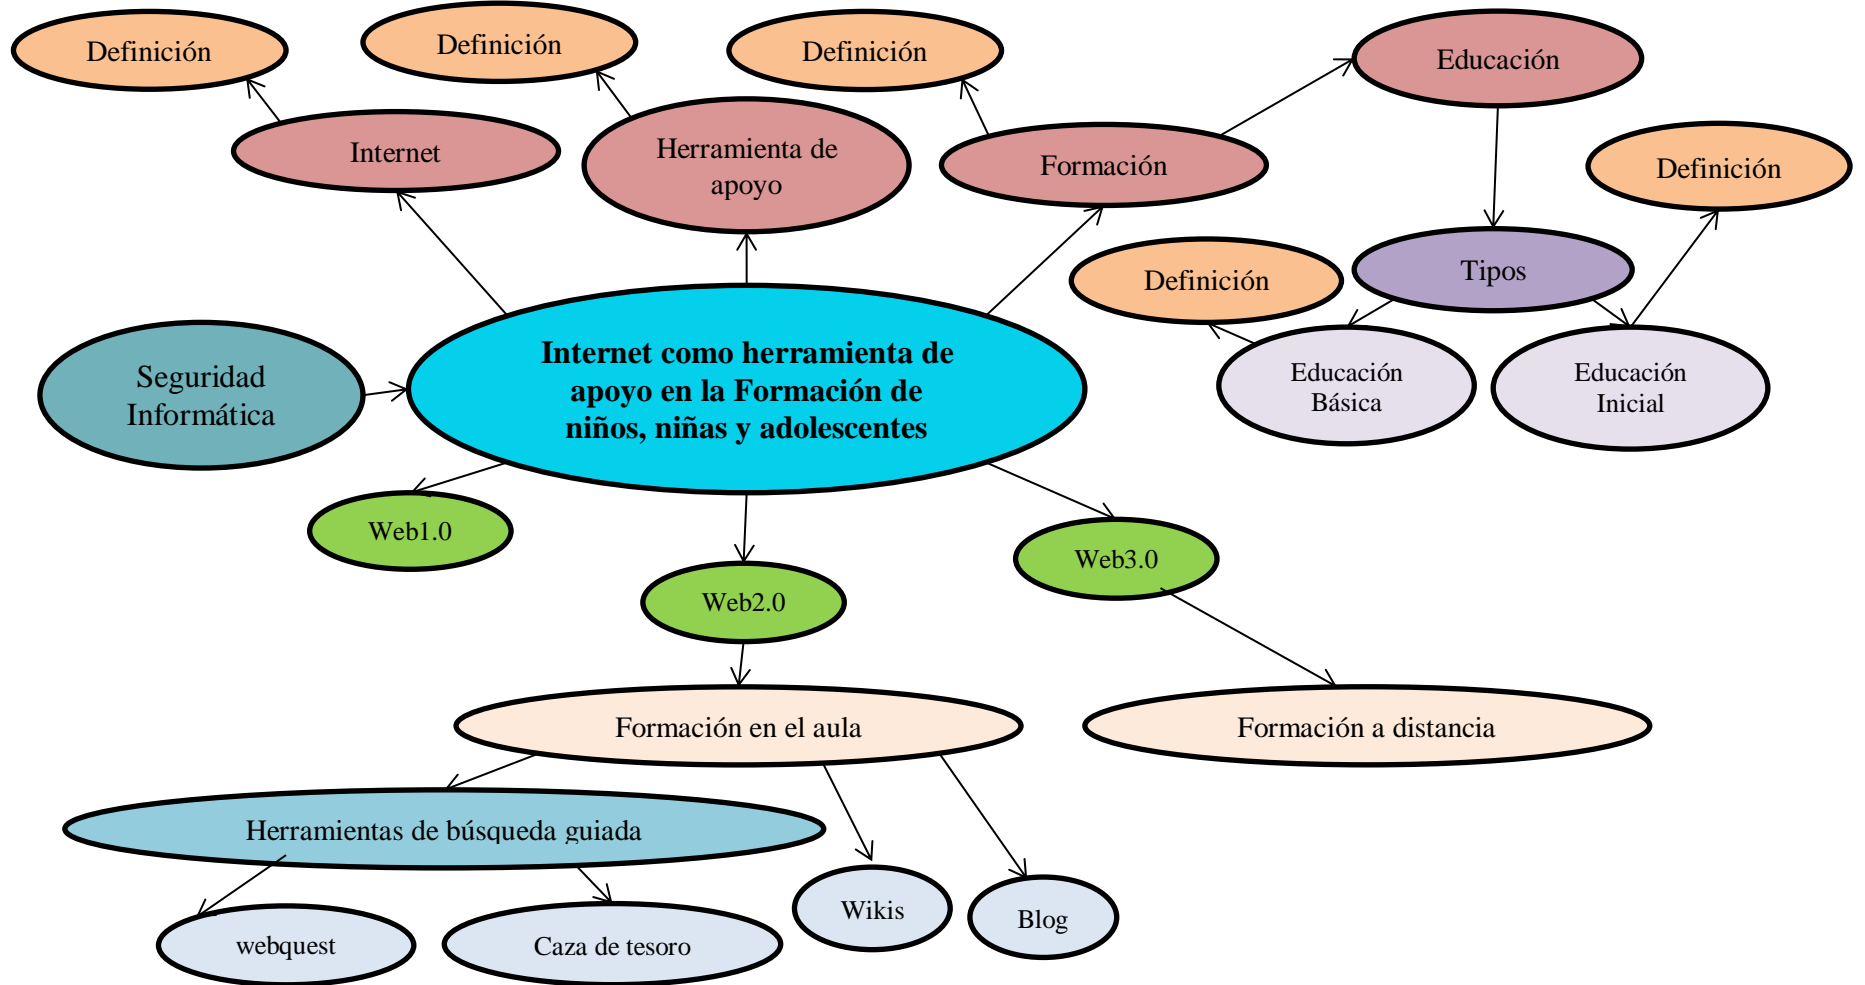 Definición
Definición
Definición
Educación
Internet
Herramienta de
apoyo
Formación
Definición
Definición
Tipos
Seguridad
Informática
Internet como herramienta de
apoyo en la Formación de
niños, niñas y adolescentes
Educación
Básica
Educación
Inicial
Web1.0
Web2.0
Web3.0
Formación en el aula
Formación a distancia
Herramientas de búsqueda guiada
webquest
Caza de tesoro
Wikis
Blog